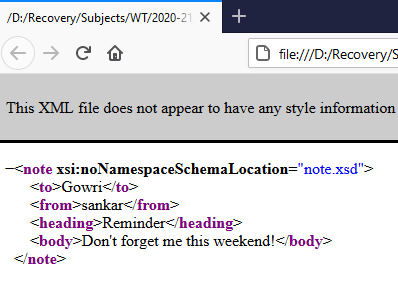 /D:/Recovery/Subjects/WT/2020-21
file:///D:/Recovery/S
This XML file does not appear to have any style information
−<note xsi:noNamespaceSchemaLocation="note.xsd">
<to>Gowri</to>
<from>sankar</from>
<heading>Reminder</heading>
<body>Don't forget me this weekend!</body>
</note>